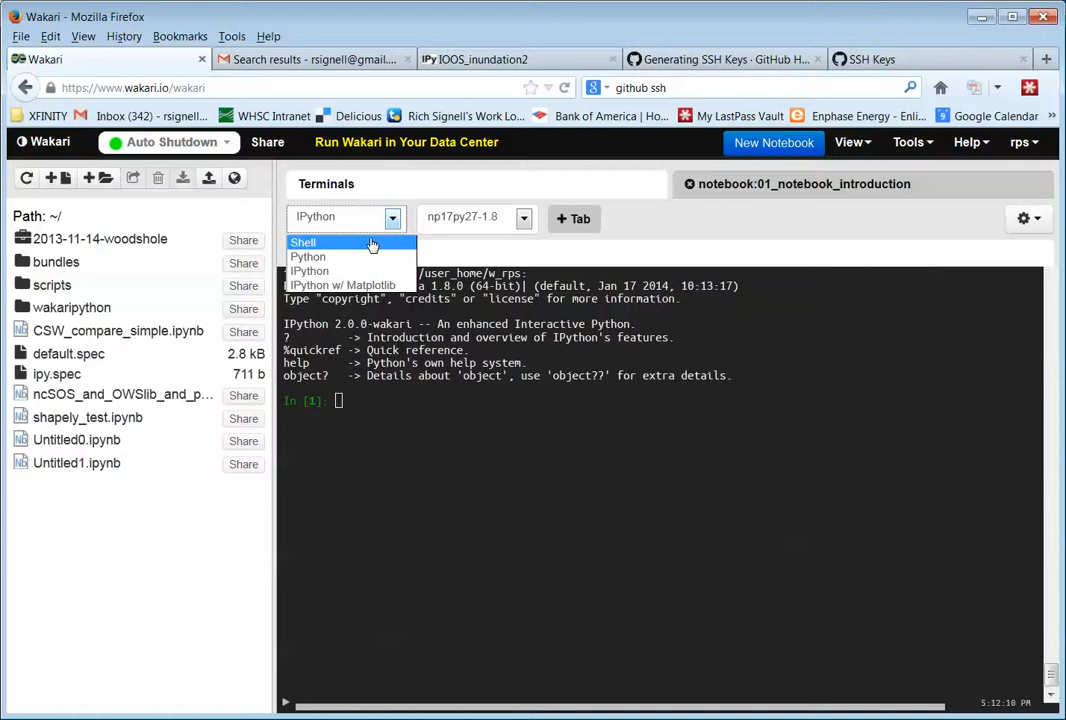 Wakari - Mozilla Firefox
File Edit View History Bookmarks Tools Help
Wakari
Search results - rsignell@gmail....
IPy IOOS_inundation2
Generating SSH Keys · GitHub H...
SSH Keys
https://www.wakari.io/wakari
github ssh
XFINITY Inbox (342) - rsignell... WHSC Intranet Delicious Rich Signell's Work Lo... Bank of America | Ho... My LastPass Vault Enphase Energy - Enli... Google Calendar
Wakari Auto Shutdown Share Run Wakari in Your Data Center New Notebook View Tools Help rps
Terminals
notebook:01_notebook_introduction
Path: ~/
2013-11-14-woodshole Share
bundles Share
scripts Share
wakaripython Share
CSW_compare_simple.ipynb Share
default.spec 2.8 kB
ipy.spec 711 b
ncSOS_and_OWSlib_and_p... Share
shapely_test.ipynb Share
Untitled0.ipynb Share
Untitled1.ipynb Share
IPython np17py27-1.8 + Tab
Shell
Python
IPython
IPython w/ Matplotlib
/user_home/w_rps:
a 1.8.0 (64-bit)| (default, Jan 17 2014, 10:13:17)
Type "copyright", "credits" or "license" for more information.
IPython 2.0.0-wakari -- An enhanced Interactive Python.
? -> Introduction and overview of IPython's features.
%quickref -> Quick reference.
help -> Python's own help system.
object? -> Details about 'object', use 'object??' for extra details.
In [1]:
5:12:10 PM